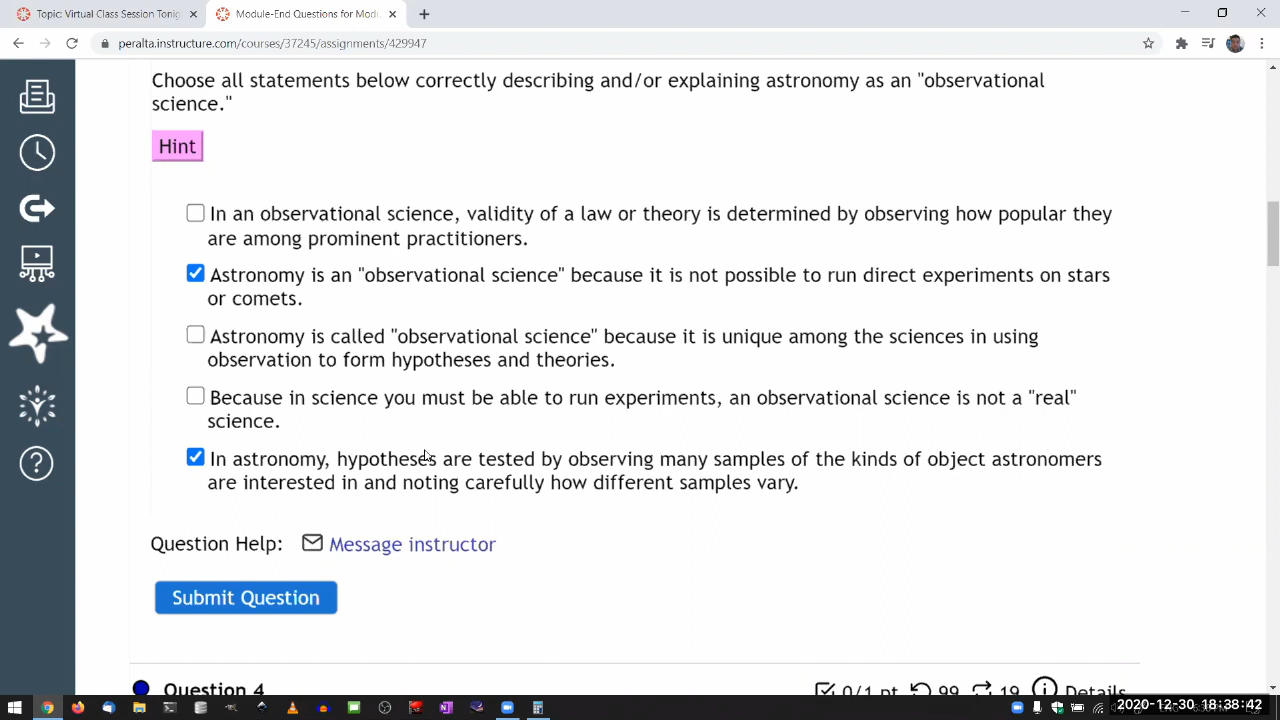 Topic: Virtual Class Session Tonig
Module-End Questions for Modu
peralta.instructure.com/courses/37245/assignments/429947
Choose all statements below correctly describing and/or explaining astronomy as an "observational
science."
Hint
In an observational science, validity of a law or theory is determined by observing how popular they
are among prominent practitioners.
Astronomy is an "observational science" because it is not possible to run direct experiments on stars
or comets.
Astronomy is called "observational science" because it is unique among the sciences in using
observation to form hypotheses and theories.
Because in science you must be able to run experiments, an observational science is not a "real"
science.
In astronomy, hypotheses are tested by observing many samples of the kinds of object astronomers
are interested in and noting carefully how different samples vary.
Question Help: Message instructor
Submit Question
Question 4
0/1 pt 99 19 Details
2020-12-30 18:38:42